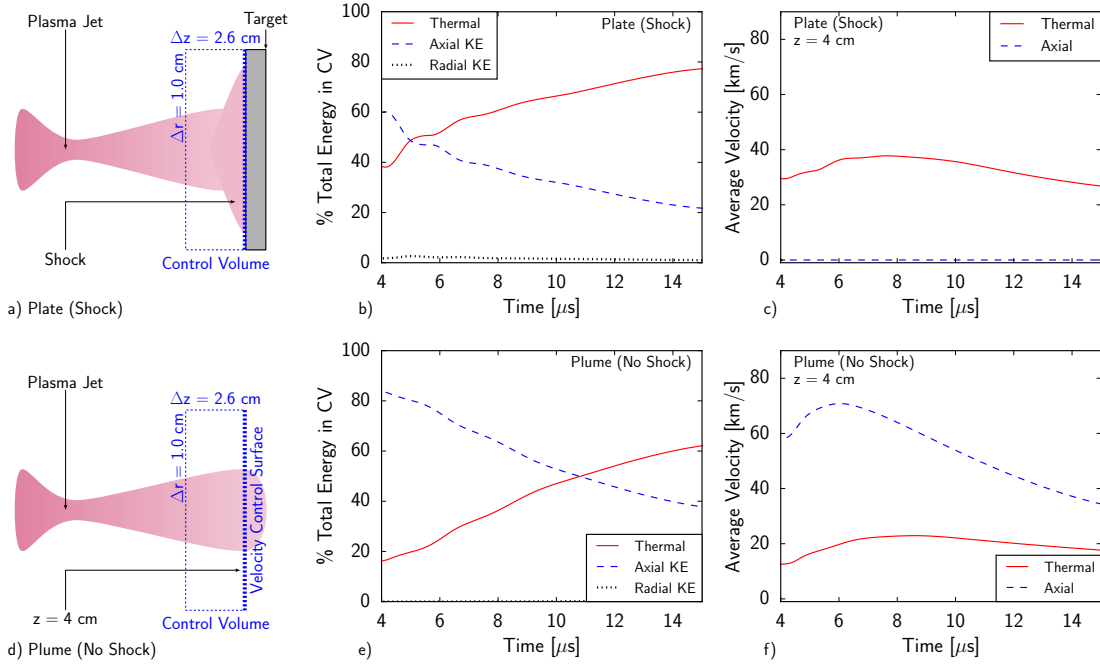 Plasma Jet
Target
Δz = 2.6 cm
Δr = 1.0 cm
Shock
Control Volume
a) Plate (Shock)
100
80
60
40
20
0
% Total Energy in CV
Thermal
Axial KE
Radial KE
Plate (Shock)
4 6 8 10 12 14
Time [μs]
b)
80
60
40
20
0
Average Velocity [km/s]
Plate (Shock)
z = 4 cm
Thermal
Axial
4 6 8 10 12 14
Time [μs]
c)
Plasma Jet
Δz = 2.6 cm
Δr = 1.0 cm
Velocity Control Surface
z = 4 cm
Control Volume
d) Plume (No Shock)
100
80
60
40
20
0
% Total Energy in CV
Plume (No Shock)
Thermal
Axial KE
Radial KE
4 6 8 10 12 14
Time [μs]
e)
80
60
40
20
0
Average Velocity [km/s]
Plume (No Shock)
z = 4 cm
Thermal
Axial
4 6 8 10 12 14
Time [μs]
f)